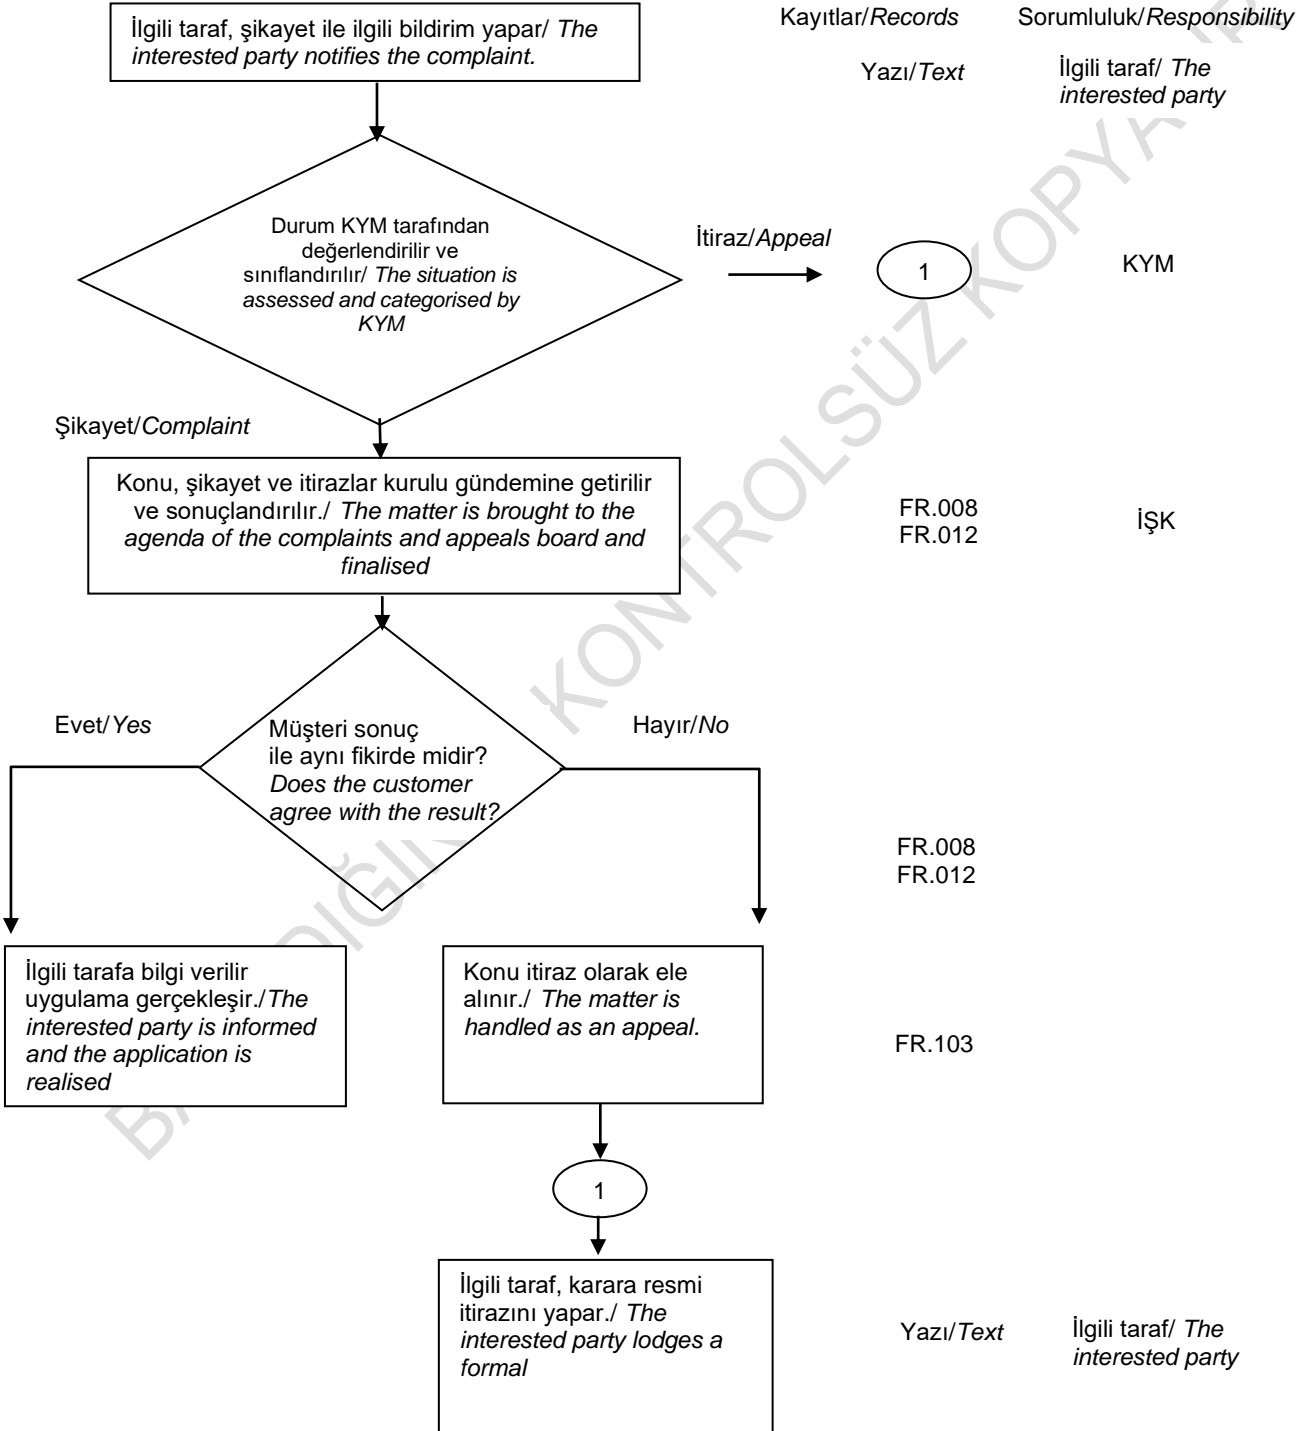 Kayıtlar/Records
Sorumluluk/Responsibility
İlgili taraf, şikayet ile ilgili bildirim yapar/ The
interested party notifies the complaint.
Yazı/Text
İlgili taraf/ The
interested party
Durum KYM tarafından
değerlendirilir ve
sınıflandırılır/ The situation is
assessed and categorised by
KYM
İtiraz/Appeal
1
KYM
Şikayet/Complaint
Konu, şikayet ve itirazlar kurulu gündemine getirilir
ve sonuçlandırılır./ The matter is brought to the
agenda of the complaints and appeals board and
finalised
FR.008
FR.012
İŞK
Evet/Yes
Müşteri sonuç
ile aynı fikirde midir?
Does the customer
agree with the result?
Hayır/No
FR.008
FR.012
İlgili tarafa bilgi verilir
uygulama gerçekleşir./The
interested party is informed
and the application is
realised
Konu itiraz olarak ele
alınır./ The matter is
handled as an appeal.
FR.103
1
İlgili taraf, karara resmi
itirazını yapar./ The
interested party lodges a
formal
Yazı/Text
İlgili taraf/ The
interested party
KONTROLSÜZ KOPYA